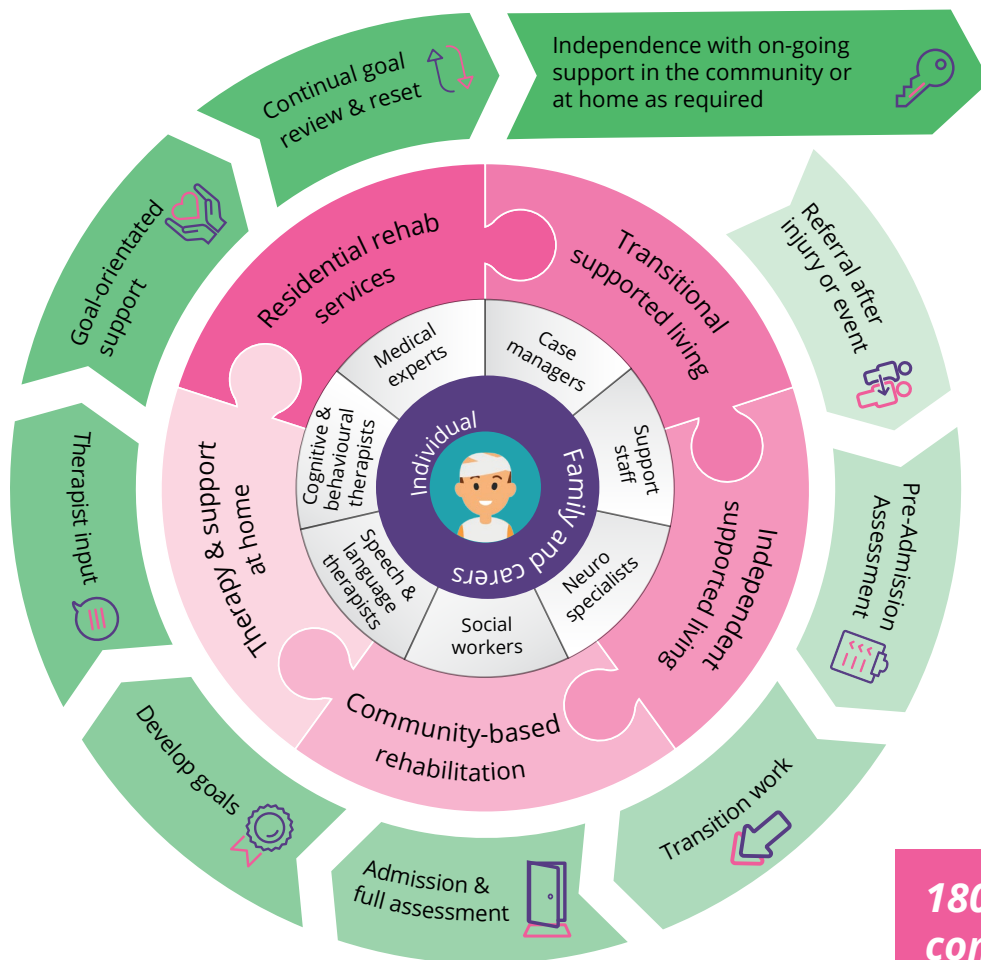 Independence with on-going
support in the community or
at home as required
Referral after
injury or event
Pre-Admission
Assessment
Transition work
Admission &
full assessment
Develop goals
Therapist input
Goal-orientated
support
Continual goal
review & reset
Residential rehab
services
Transitional
supported living
Independent
supported living
Community-based
rehabilitation
Therapy & support
at home
Medical
experts
Case
managers
Support
staff
Neuro
specialists
Social
workers
Speech &
language
therapists
Cognitive &
behavioural
therapists
Individual
Family and carers
180